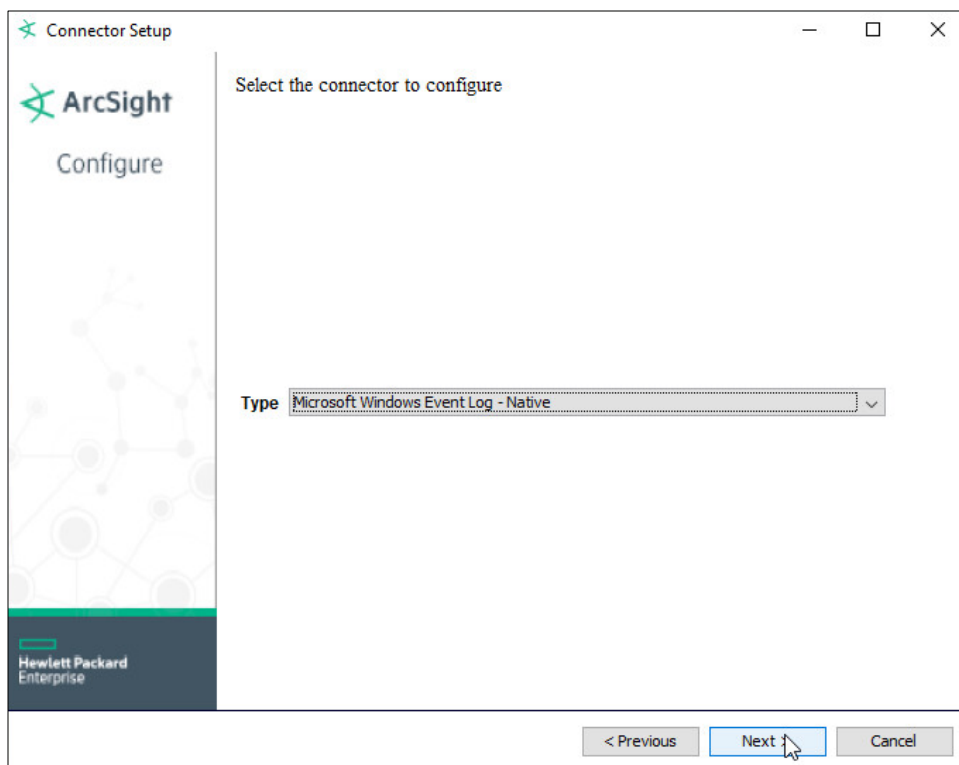 Connector Setup
ArcSight
Configure
Select the connector to configure
Type Microsoft Windows Event Log - Native
Hewlett Packard
Enterprise
< Previous Next > Cancel